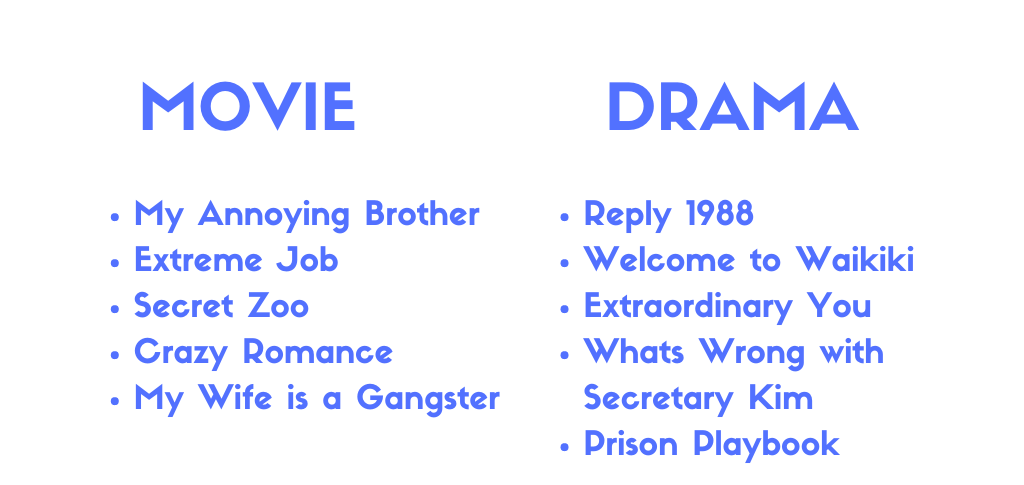 MOVIE
• My Annoying Brother
• Extreme Job
• Secret Zoo
• Crazy Romance
• My Wife is a Gangster
DRAMA
• Reply 1988
• Welcome to Waikiki
• Extraordinary You
• Whats Wrong with
Secretary Kim
• Prison Playbook